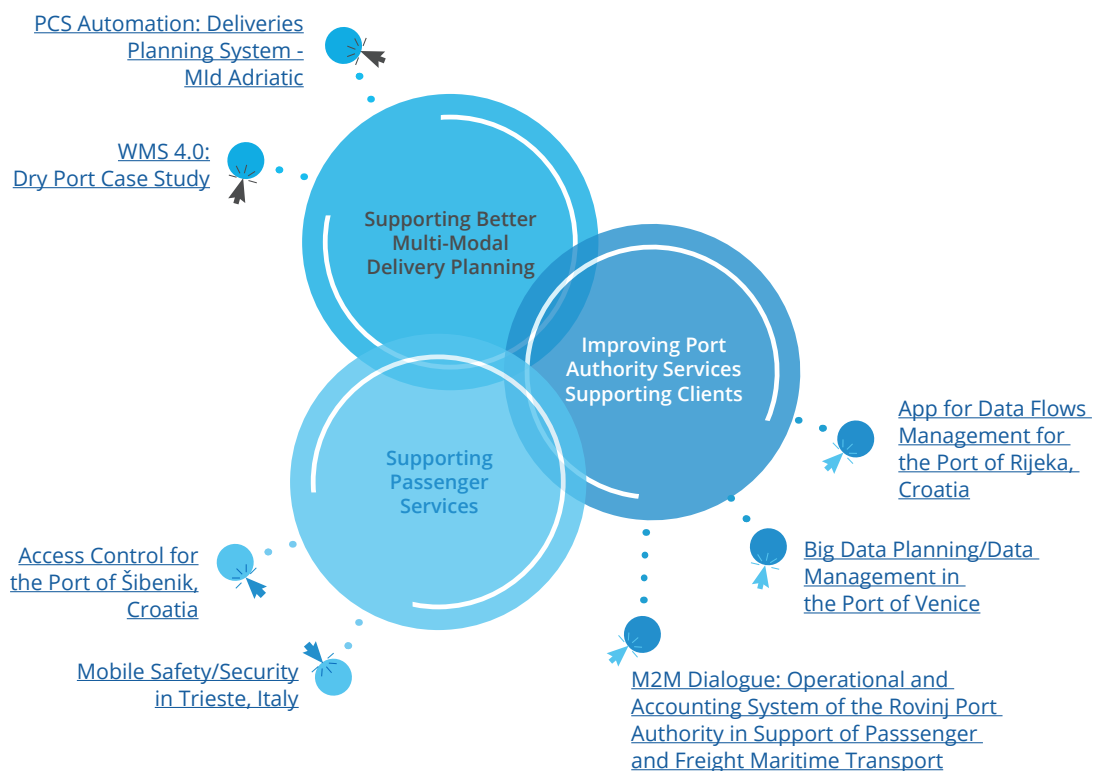 PCS Automation: Deliveries
Planning System -
MId Adriatic
WMS 4.0:
Dry Port Case Study
Supporting Better
Multi-Modal
Delivery Planning
Improving Port
Authority Services
Supporting Clients
Supporting
Passenger
Services
App for Data Flows
Management for
the Port of Rijeka,
Croatia
Big Data Planning/Data
Management in
the Port of Venice
Access Control for
the Port of Šibenik,
Croatia
Mobile Safety/Security
in Trieste, Italy
M2M Dialogue: Operational and
Accounting System of the Rovinj Port
Authority in Support of Passsenger
and Freight Maritime Transport